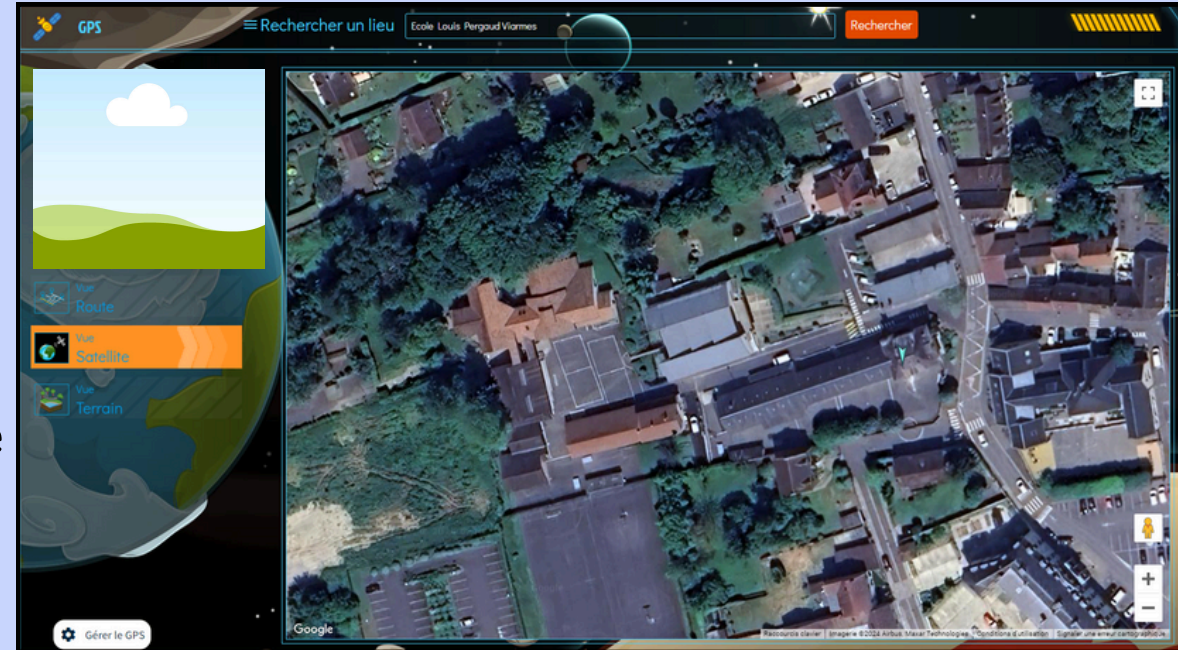 GPS
Rechercher un lieu
Ecole Louis Pergaud Viarmes
Rechercher
Vue
Route
Vue
Satellite
Vue
Terrain
e
Gérer le GPS
Google
Raccourcis clavier
Imagerie ©2024 Airbus, Maxar Technologies
Conditions d'utilisation
Signaler une erreur cartographique